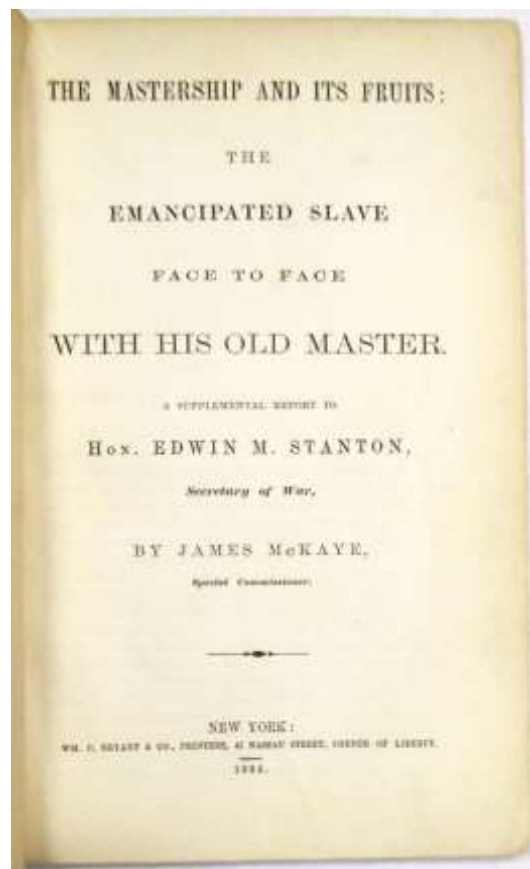 THE MASTERSHIP AND ITS FRUITS:
THE
EMANCIPATED SLAVE
FACE TO FACE
WITH HIS OLD MASTER.
A SUPPLEMENTAL REPORT TO
HON. EDWIN M. STANTON,
Secretary of War,
BY JAMES McKAYE,
Special Commissioner.
NEW YORK:
WM. C. BRYANT & CO., PRINTERS, 41 NASSAU STREET, CORNER OF LIBERTY.
1864.